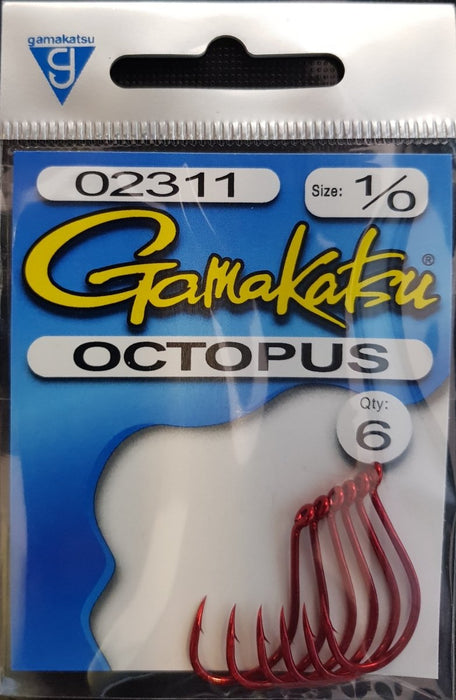 gamakatsu
g
02311
Size: 1/0
Gamakatsu®
OCTOPUS
Qty:
6